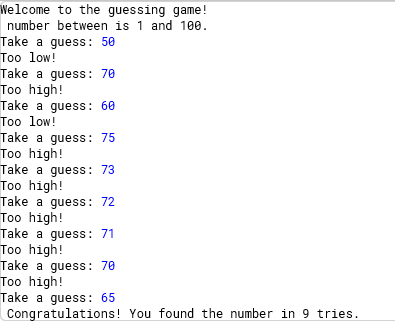 Welcome to the guessing game!
number between is 1 and 100.
Take a guess: 50
Too low!
Take a guess: 70
Too high!
Take a guess: 60
Too low!
Take a guess: 75
Too high!
Take a guess: 73
Too high!
Take a guess: 72
Too high!
Take a guess: 71
Too high!
Take a guess: 70
Too high!
Take a guess: 65
Congratulations! You found the number in 9 tries.